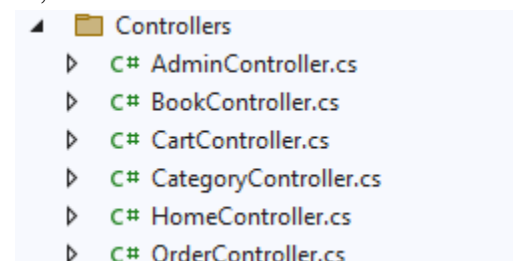 Controllers
C# AdminController.cs
C# BookController.cs
C# CartController.cs
C# CategoryController.cs
C# HomeController.cs
C# OrderController.cs